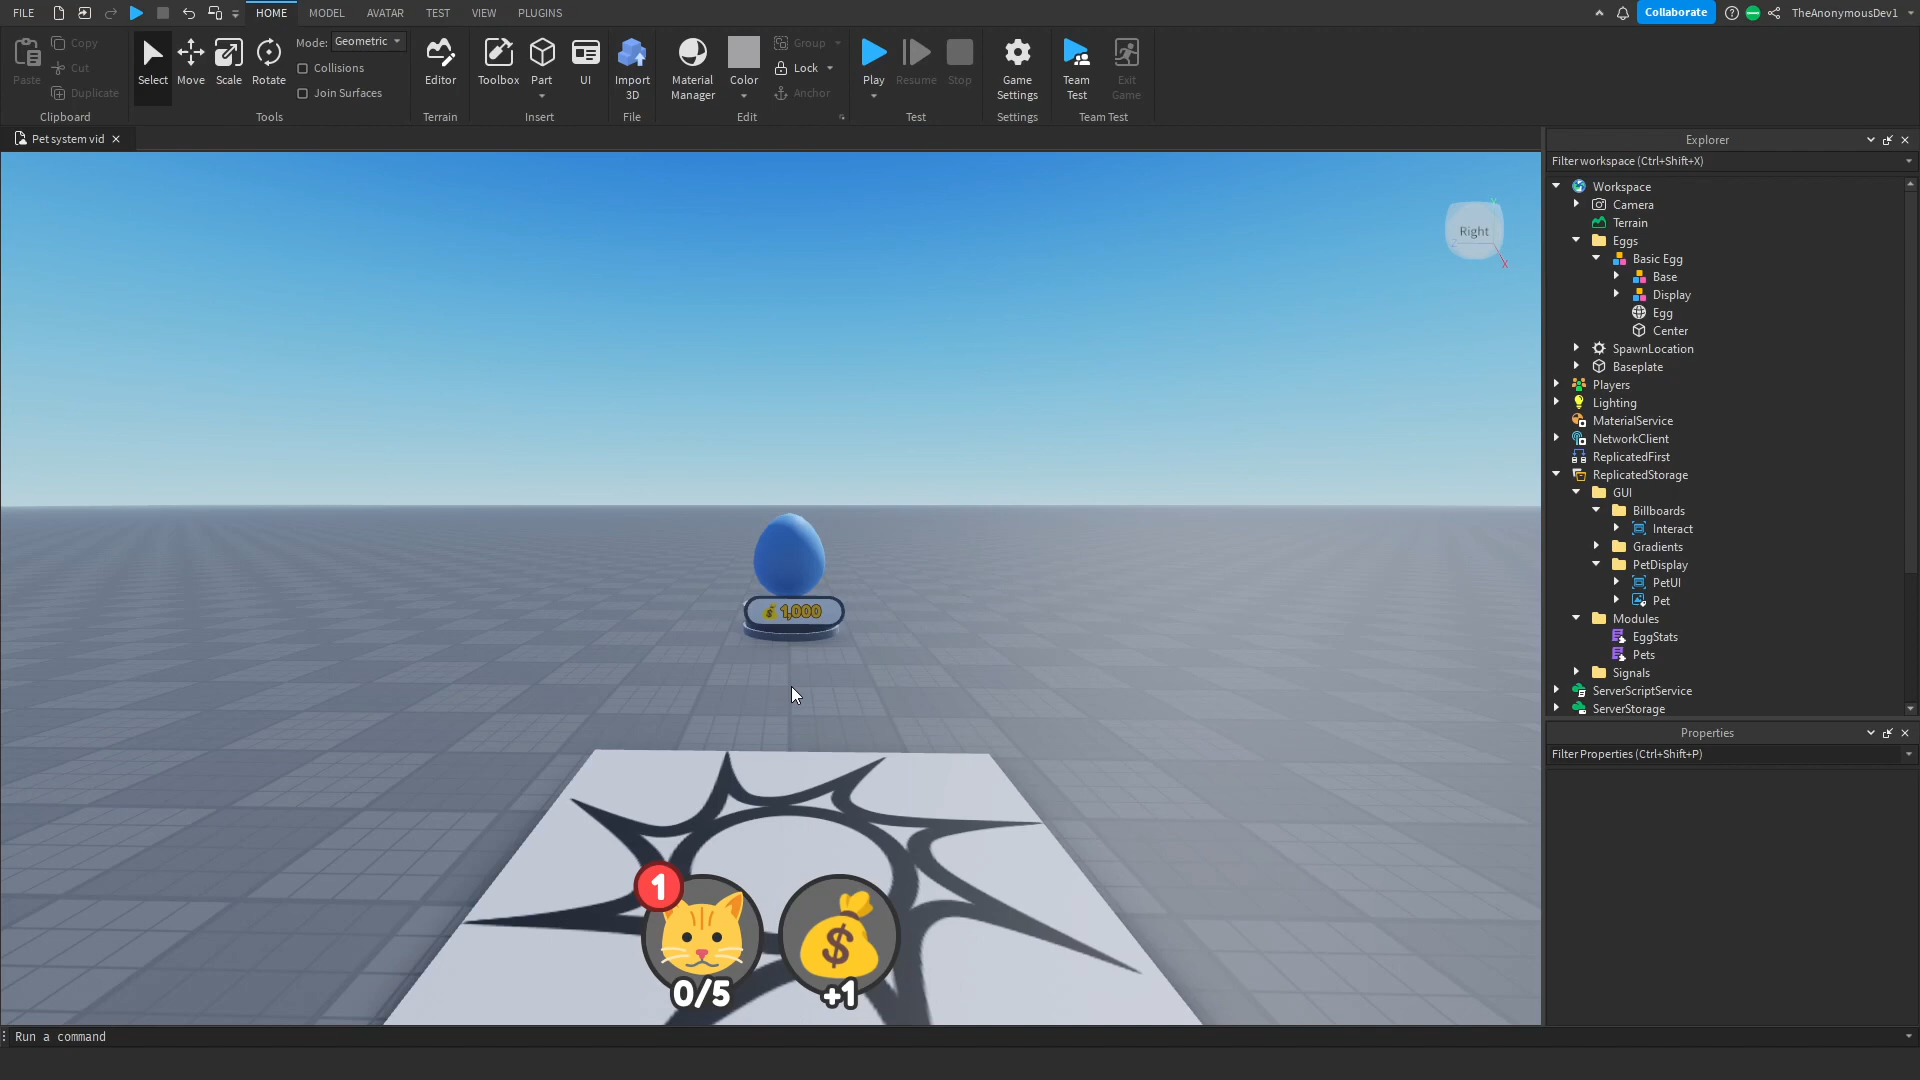 FILE HOME MODEL AVATAR TEST VIEW PLUGINS Collaborate TheAnonymousDev1
Paste Copy Cut Duplicate
Clipboard
Select Move Scale Rotate
Mode: Geometric
Collisions
Join Surfaces
Tools
Editor
Terrain
Toolbox Part UI
Insert
Import
3D
File
Material
Manager
Color
Group
Lock
Anchor
Edit
Play Resume Stop
Test
Game
Settings
Settings
Team
Test
Exit
Game
Team Test
Pet system vid
Right
Y
Z
X
1,000
1
0/5
+1
Explorer
Filter workspace (Ctrl+Shift+X)
Workspace
Camera
Terrain
Eggs
Basic Egg
Base
Display
Egg
Center
SpawnLocation
Baseplate
Players
Lighting
MaterialService
NetworkClient
ReplicatedFirst
ReplicatedStorage
GUI
Billboards
Interact
Gradients
PetDisplay
PetUI
Pet
Modules
EggStats
Pets
Signals
ServerScriptService
ServerStorage
Properties
Filter Properties (Ctrl+Shift+P)
Run a command